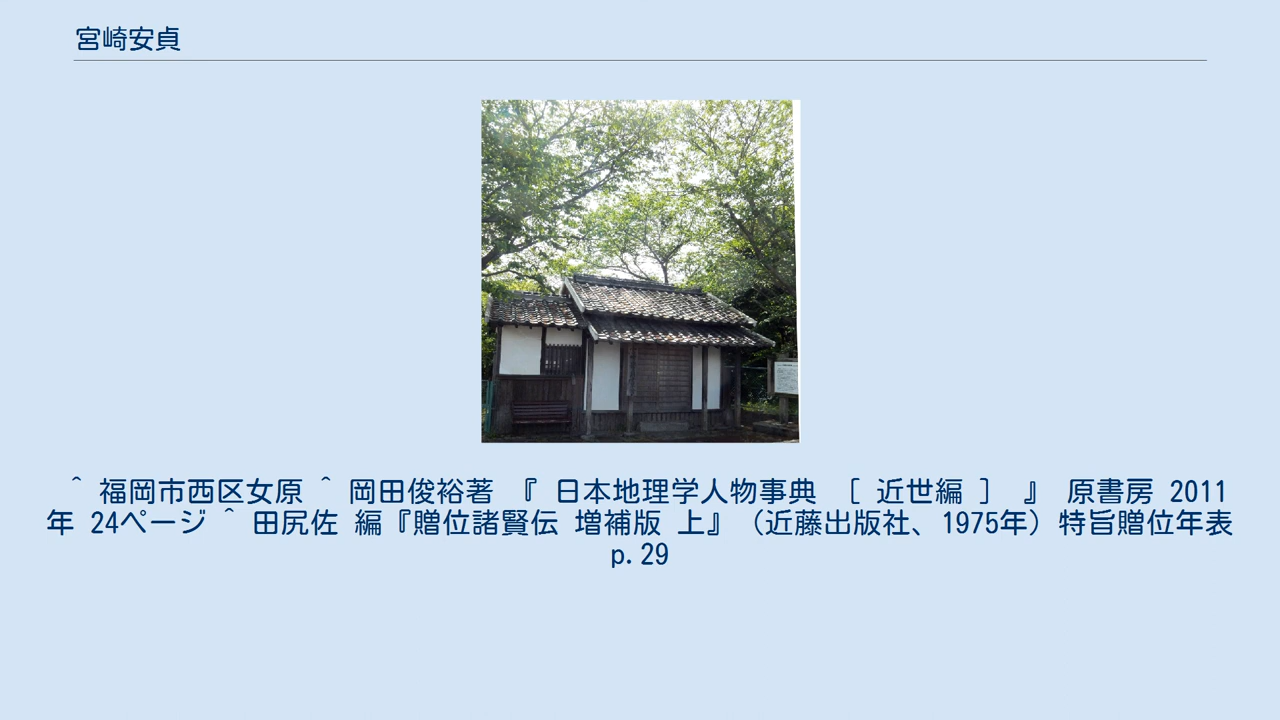 宮崎安貞
^ 福岡市西区女原 ^ 岡田俊裕著 『 日本地理学人物事典 ［ 近世編 ］ 』 原書房 2011
年 24ページ ^ 田尻佐 編『贈位諸賢伝 増補版 上』（近藤出版社、1975年）特旨贈位年表
p.29